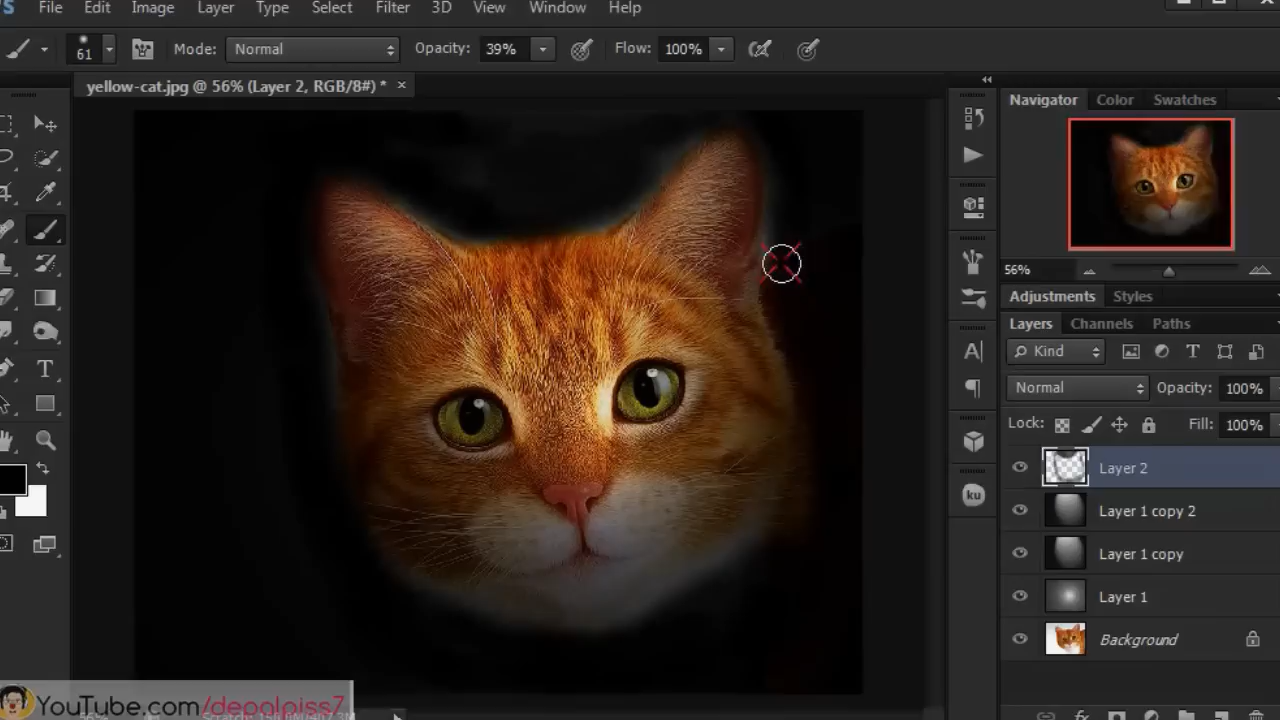 File Edit Image Layer Type Select Filter 3D View Window Help
61 Mode: Normal Opacity: 39% Flow: 100%
yellow-cat.jpg @ 56% (Layer 2, RGB/8#) * ×
Navigator Color Swatches
56%
Adjustments Styles
Layers Channels Paths
Kind
Normal Opacity: 100%
Lock: Fill: 100%
Layer 2
Layer 1 copy 2
Layer 1 copy
Layer 1
Background
ku
YouTube.com/depaloiss7